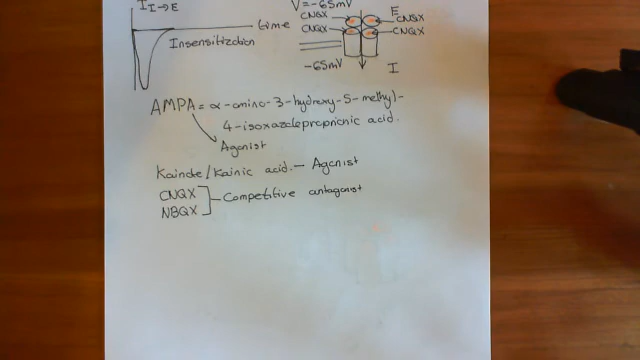 I I→E
time
Insensitization
V=-65mV
CNQX
CNQX
E
CNQX
CNQX
-65mV
I
AMPA = α-amino-3-hydroxy-5-methyl-
4-isoxazolepropionic acid.
Agonist
Kainate/Kainic acid. - Agonist
CNQX
NBQX
Competitive antagonist